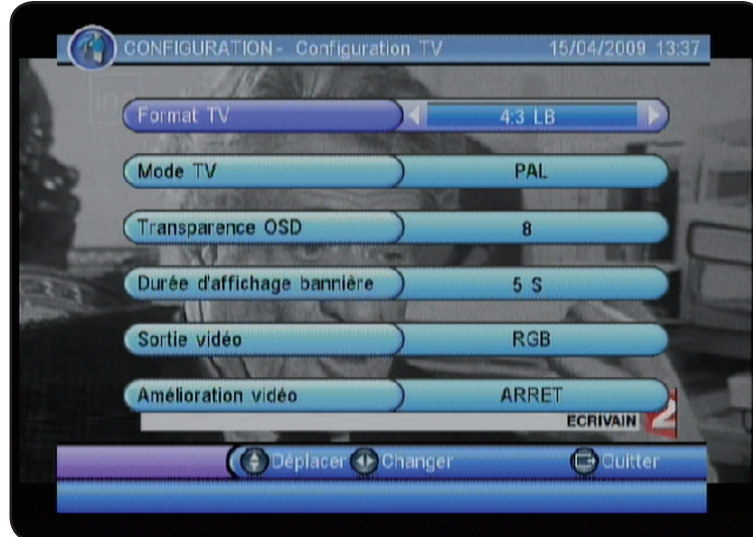 CONFIGURATION - Configuration TV 15/04/2009 13:37
Format TV 4:3 LB
Mode TV PAL
Transparence OSD 8
Durée d'affichage bannière 5 S
Sortie vidéo RGB
Amélioration vidéo ARRET
ECRIVAIN 2
Déplacer Changer Quitter